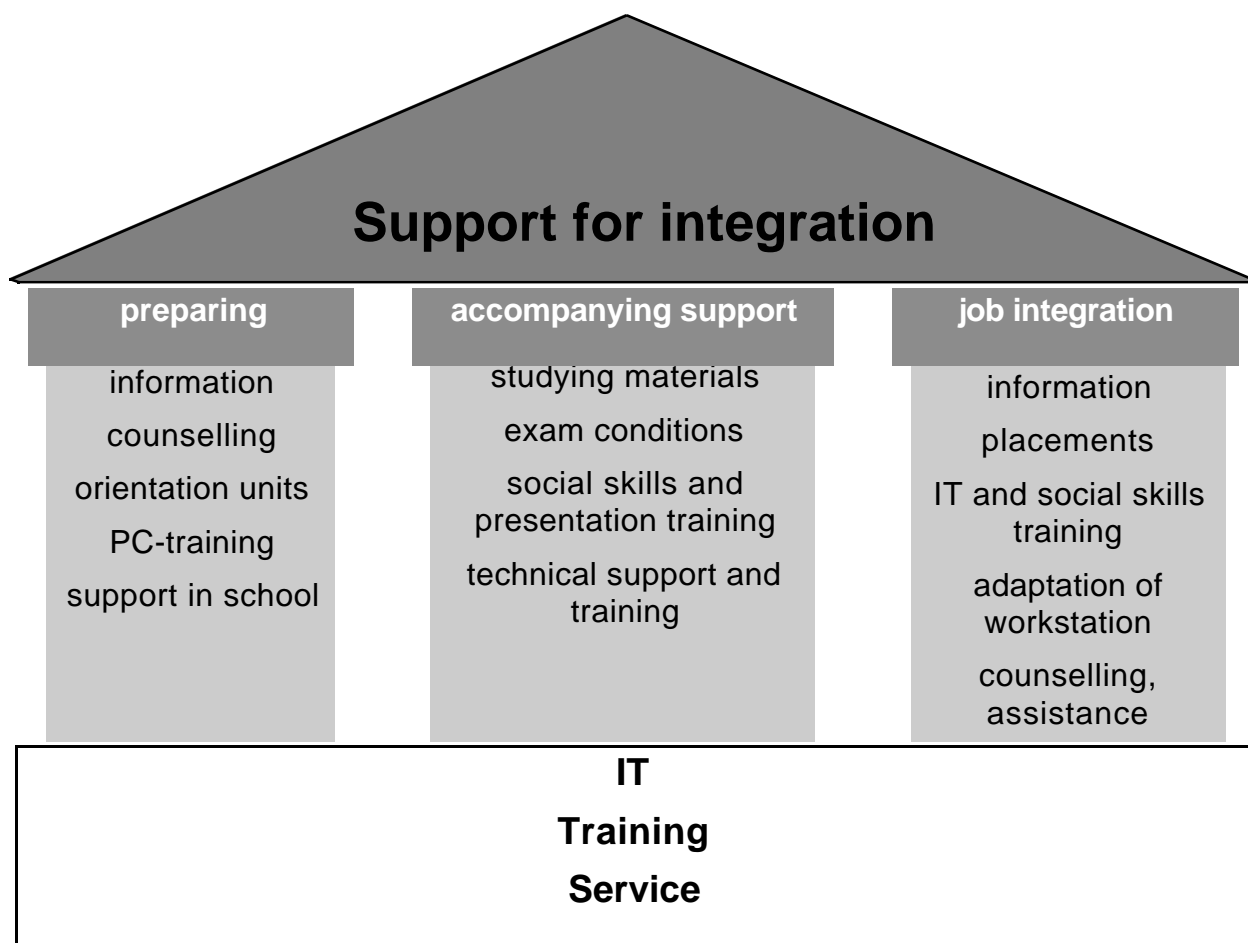 Support for integration
preparing
information
counselling
orientation units
PC-training
support in school
accompanying support
studying materials
exam conditions
social skills and
presentation training
technical support and
training
job integration
information
placements
IT and social skills
training
adaptation of
workstation
counselling,
assistance
IT
Training
Service